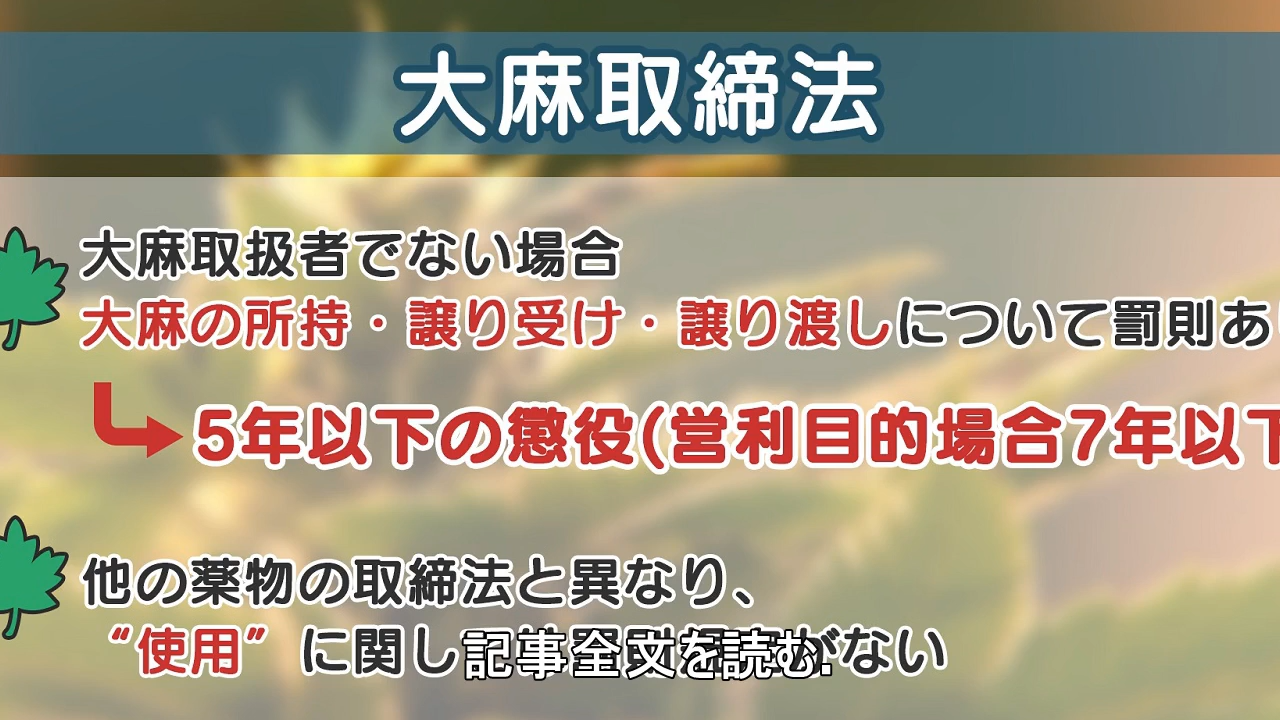 大麻取締法
大麻取扱者でない場合
大麻の所持・譲り受け・譲り渡しについて罰則あ
5年以下の懲役(営利目的場合7年以下
他の薬物の取締法と異なり、
“使用”に関し
がない
記事全文を読む.